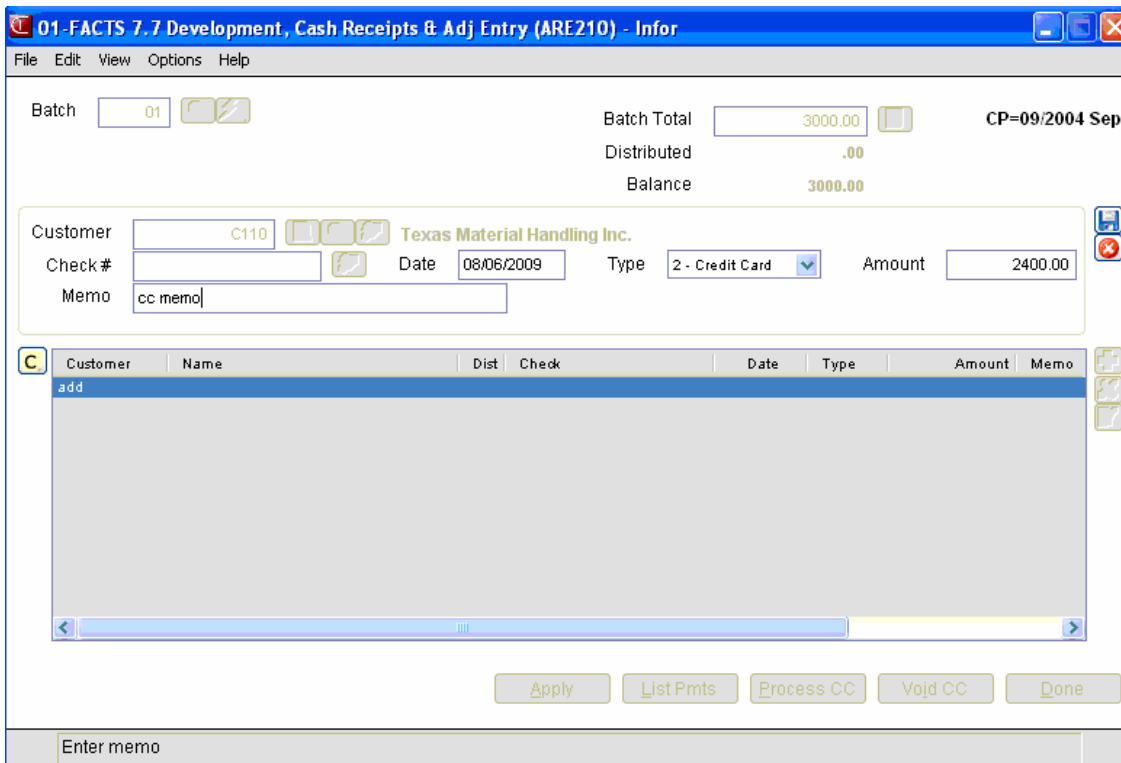 01-FACTS 7.7 Development, Cash Receipts & Adj Entry (ARE210) - Infor
File Edit View Options Help
Batch 01 Batch Total 3000.00 CP=09/2004 Sep
Distributed .00
Balance 3000.00
Customer C110 Texas Material Handling Inc.
Check # Date 08/06/2009 Type 2 - Credit Card Amount 2400.00
Memo cc memo
C Customer Name Dist Check Date Type Amount Memo
add
Apply List Pmts Process CC Void CC Done
Enter memo